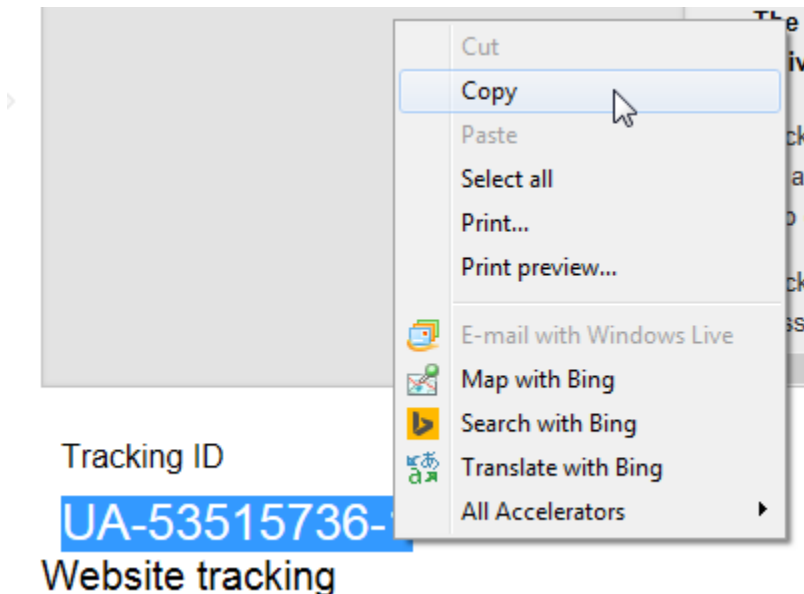 The
Cut
Copy
Paste
Select all
Print...
Print preview...
E-mail with Windows Live
Map with Bing
Search with Bing
Translate with Bing
All Accelerators
Tracking ID
UA-53515736-
Website tracking